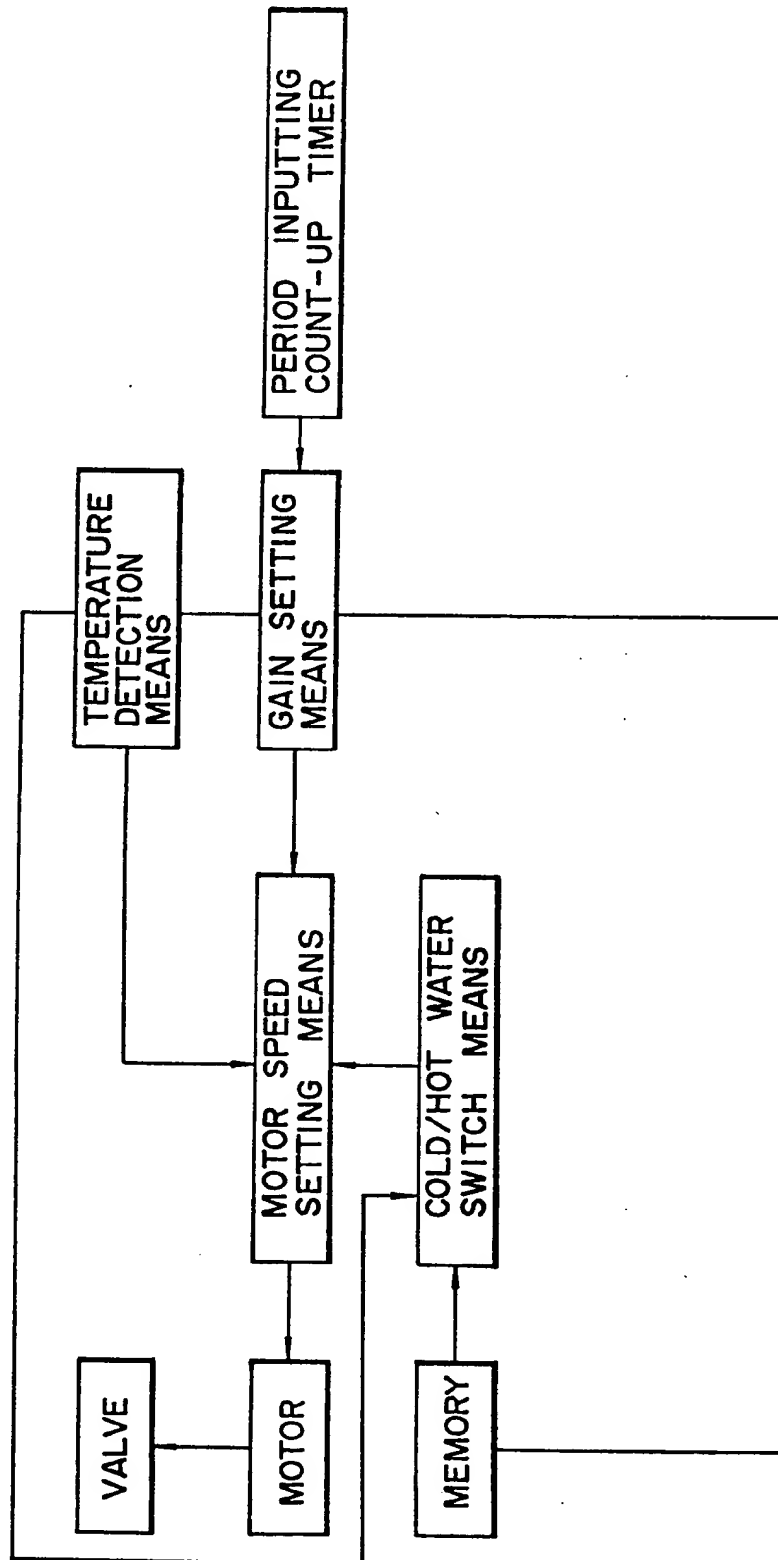 VALVE
TEMPERATURE
DETECTION
MEANS
MOTOR
MOTOR SPEED
SETTING MEANS
GAIN SETTING
MEANS
PERIOD INPUTTING
COUNT-UP TIMER
MEMORY
COLD/HOT WATER
SWITCH MEANS